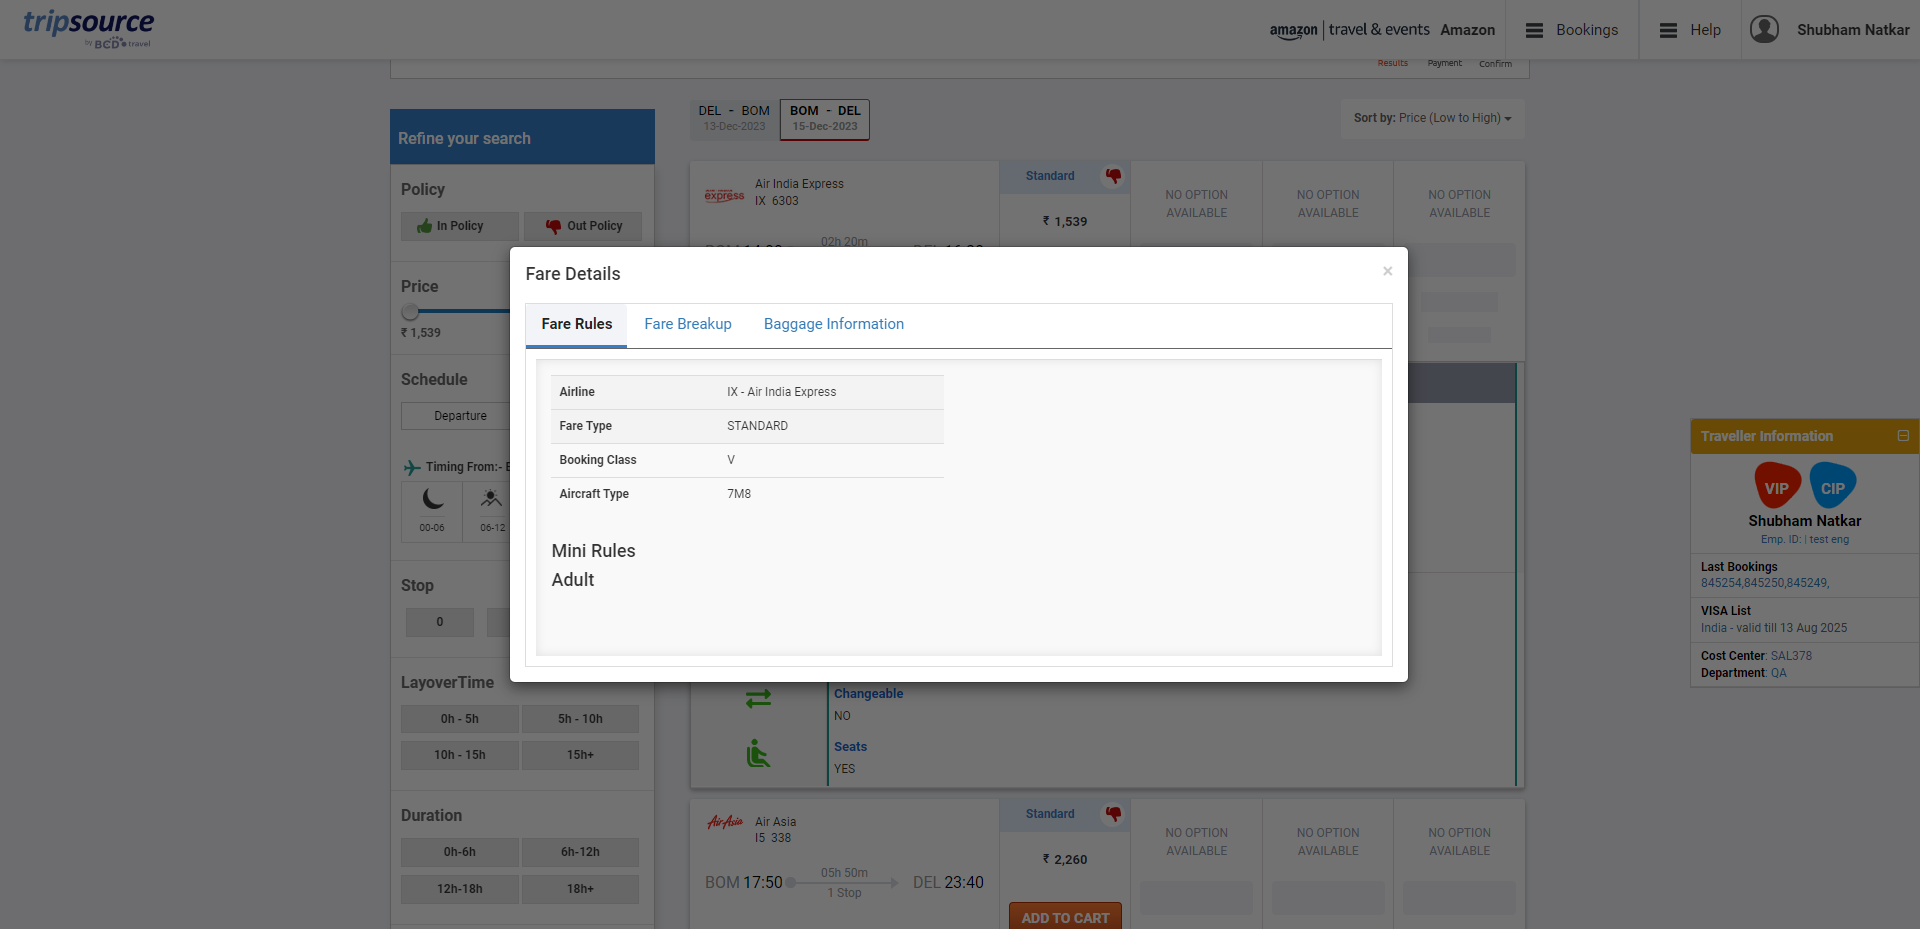 tripsource
by BCD travel
amazon | travel & events Amazon
Bookings
Help
Shubham Natkar
Results
Payment
Confirm
Refine your search
Policy
In Policy
Out Policy
Price
₹ 1,539
Schedule
Departure
Timing From:-
00-06
06-12
Stop
0
LayoverTime
0h - 5h
5h - 10h
10h - 15h
15h+
Duration
0h-6h
6h-12h
12h-18h
18h+
DEL - BOM
13-Dec-2023
BOM - DEL
15-Dec-2023
Sort by: Price (Low to High)
express
Air India Express
IX 6303
02h 20m
Standard
₹ 1,539
NO OPTION
AVAILABLE
NO OPTION
AVAILABLE
NO OPTION
AVAILABLE
Fare Details
×
Fare Rules
Fare Breakup
Baggage Information
Airline IX - Air India Express
Fare Type STANDARD
Booking Class V
Aircraft Type 7M8
Mini Rules
Adult
Changeable
NO
Seats
YES
AirAsia
Air Asia
I5 338
BOM 17:50
05h 50m
1 Stop
DEL 23:40
Standard
₹ 2,260
ADD TO CART
NO OPTION
AVAILABLE
NO OPTION
AVAILABLE
NO OPTION
AVAILABLE
Traveller Information
VIP
CIP
Shubham Natkar
Emp. ID: | test eng
Last Bookings
845254,845250,845249,
VISA List
India - valid till 13 Aug 2025
Cost Center: SAL378
Department: QA